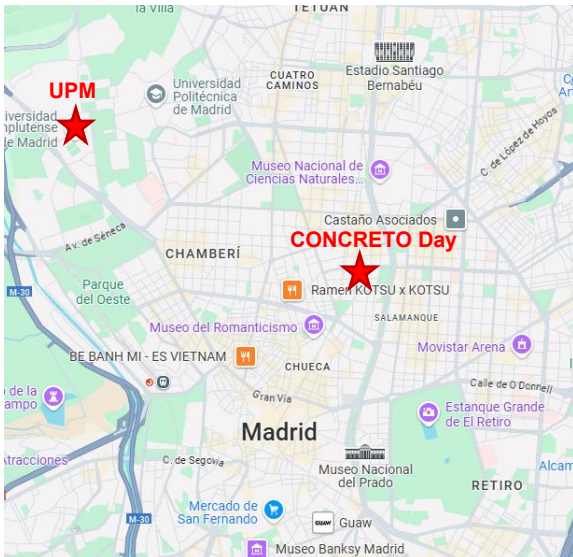 la Villa
TETUÁN
UPM
Universidad
Politécnica
de Madrid
CUATRO
CAMINOS
Estadio Santiago
Bernabéu
C. de López de Hoyos
de Madrid
Museo Nacional de
Ciencias Naturales...
Castaño Asociados
CONCRETO Day
Av. de Séneca
CHAMBERÍ
Ramen KOTSU x KOTSU
M-30
Parque
del Oeste
SALAMANQUE
Museo del Romanticismo
Movistar Arena
BE BANH MI - ES VIETNAM
CHUECA
Calle de O'Donnell
o de la
ampo
Gran Vía
Estanque Grande
de El Retiro
Madrid
Atracciones
C. de Segovia
Museo Nacional
del Prado
Alcam
RETIRO
Mercado de
San Fernando
M-30
GUAW
Guaw
Museo Banksy Madrid